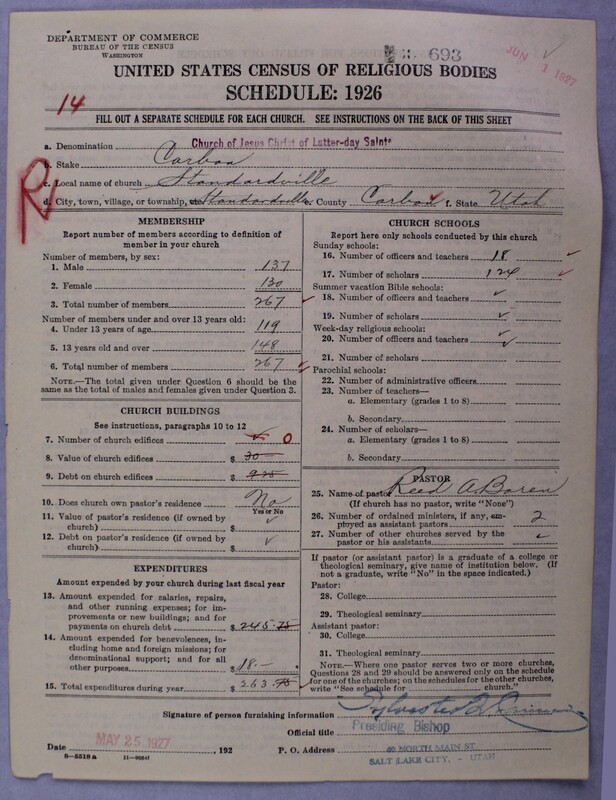 DEPARTMENT OF COMMERCE
BUREAU OF THE CENSUS
WASHINGTON
693
JUN 1 1927
UNITED STATES CENSUS OF RELIGIOUS BODIES
SCHEDULE: 1926
14
FILL OUT A SEPARATE SCHEDULE FOR EACH CHURCH. SEE INSTRUCTIONS ON THE BACK OF THIS SHEET
a. Denomination Church of Jesus Christ of Latter-day Saints
b. Stake Carbon
c. Local name of church Standardville
R
d. City, town, village, or township, etc. Standardville e. County Carbon f. State Utah
MEMBERSHIP
Report number of members according to definition of
member in your church
Number of members, by sex:
1. Male 137
2. Female 130
3. Total number of members 267
Number of members under and over 13 years old:
4. Under 13 years of age 119
5. 13 years old and over 148
6. Total number of members 267
NOTE.—The total given under Question 6 should be
the same as the total of males and females given under Question 3.
CHURCH BUILDINGS
See instructions, paragraphs 10 to 12
7. Number of church edifices 0
8. Value of church edifices $ 30
9. Debt on church edifices $
10. Does church own pastor's residence No
Yes or No
11. Value of pastor's residence (if owned by
church) $
12. Debt on pastor's residence (if owned by
church) $
EXPENDITURES
Amount expended by your church during last fiscal year
13. Amount expended for salaries, repairs,
and other running expenses; for im-
provements or new buildings; and for
payments on church debt $ 245.75
14. Amount expended for benevolences, in-
cluding home and foreign missions; for
denominational support; and for all
other purposes $ 18.—
15. Total expenditures during year $ 263.75
CHURCH SCHOOLS
Report here only schools conducted by this church
Sunday schools:
16. Number of officers and teachers 18
17. Number of scholars 124
Summer vacation Bible schools:
18. Number of officers and teachers
19. Number of scholars
Week-day religious schools:
20. Number of officers and teachers
21. Number of scholars
Parochial schools:
22. Number of administrative officers
23. Number of teachers—
a. Elementary (grades 1 to 8)
b. Secondary
24. Number of scholars—
a. Elementary (grades 1 to 8)
b. Secondary
PASTOR
25. Name of pastor Reed A. Boren
(If church has no pastor, write "None")
26. Number of ordained ministers, if any, em-
ployed as assistant pastors 2
27. Number of other churches served by the
pastor or his assistants
If pastor (or assistant pastor) is a graduate of a college or
theological seminary, give name of institution below. (If
not a graduate, write "No" in the space indicated.)
Pastor:
28. College
29. Theological seminary
Assistant pastor:
30. College
31. Theological seminary
NOTE.—Where one pastor serves two or more churches,
Questions 28 and 29 should be answered only on the schedule
for one of the churches; on the schedules for the other churches,
write "See schedule for church."
Signature of person furnishing information Sylvester Q. Cannon
Official title Presiding Bishop
Date MAY 25 1927, 192 P. O. Address 40 NORTH MAIN ST.
SALT LAKE CITY, - UTAH
8-5518 a